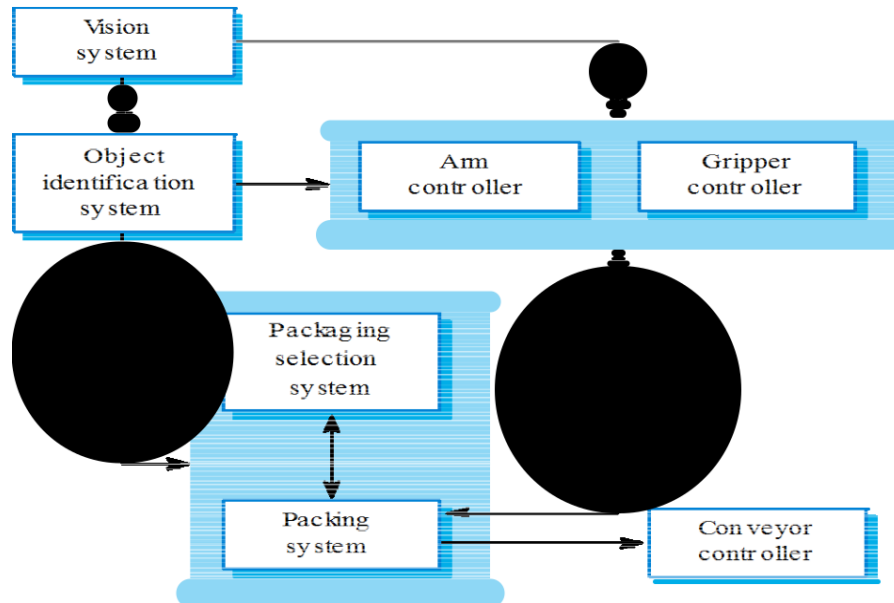 Vision
system
Object
identification
system
Arm
controller
Gripper
controller
Packaging
selection
system
Packing
system
Conveyor
controller